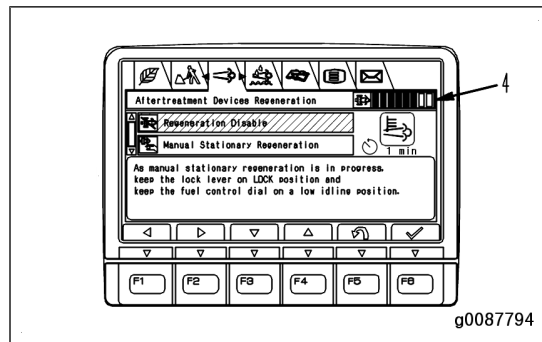 4
Aftertreatment Devices Regeneration
Regeneration Disable
Manual Stationary Regeneration
1 min
As manual stationary regeneration is in progress.
keep the lock lever on LOCK position and
keep the fuel control dial on a low idling position.
F1 F2 F3 F4 F5 F6
g0087794